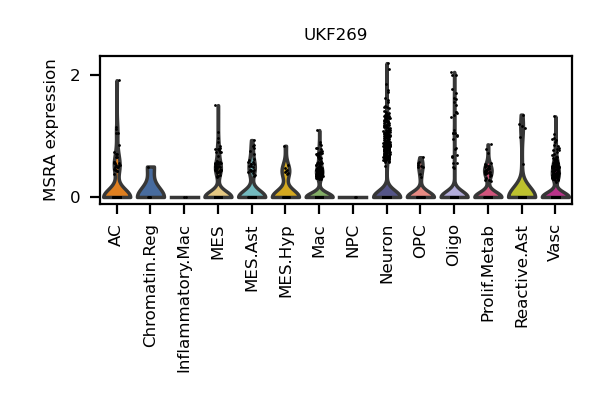 UKF269
MSRA expression
2
0
AC
Chromatin.Reg
Inflammatory.Mac
MES
MES.Ast
MES.Hyp
Mac
NPC
Neuron
OPC
Oligo
Prolif.Metab
Reactive.Ast
Vasc